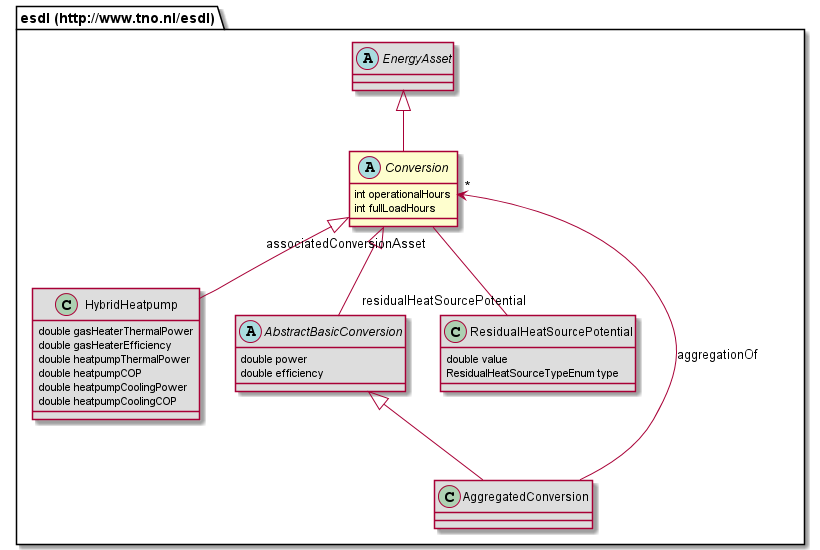 esdl (http://www.tno.nl/esdl)
A EnergyAsset
A Conversion
int operationalHours
int fullLoadHours
*
associatedConversionAsset
residualHeatSourcePotential
aggregationOf
C HybridHeatpump
double gasHeaterThermalPower
double gasHeaterEfficiency
double heatpumpThermalPower
double heatpumpCOP
double heatpumpCoolingPower
double heatpumpCoolingCOP
A AbstractBasicConversion
double power
double efficiency
C ResidualHeatSourcePotential
double value
ResidualHeatSourceTypeEnum type
C AggregatedConversion